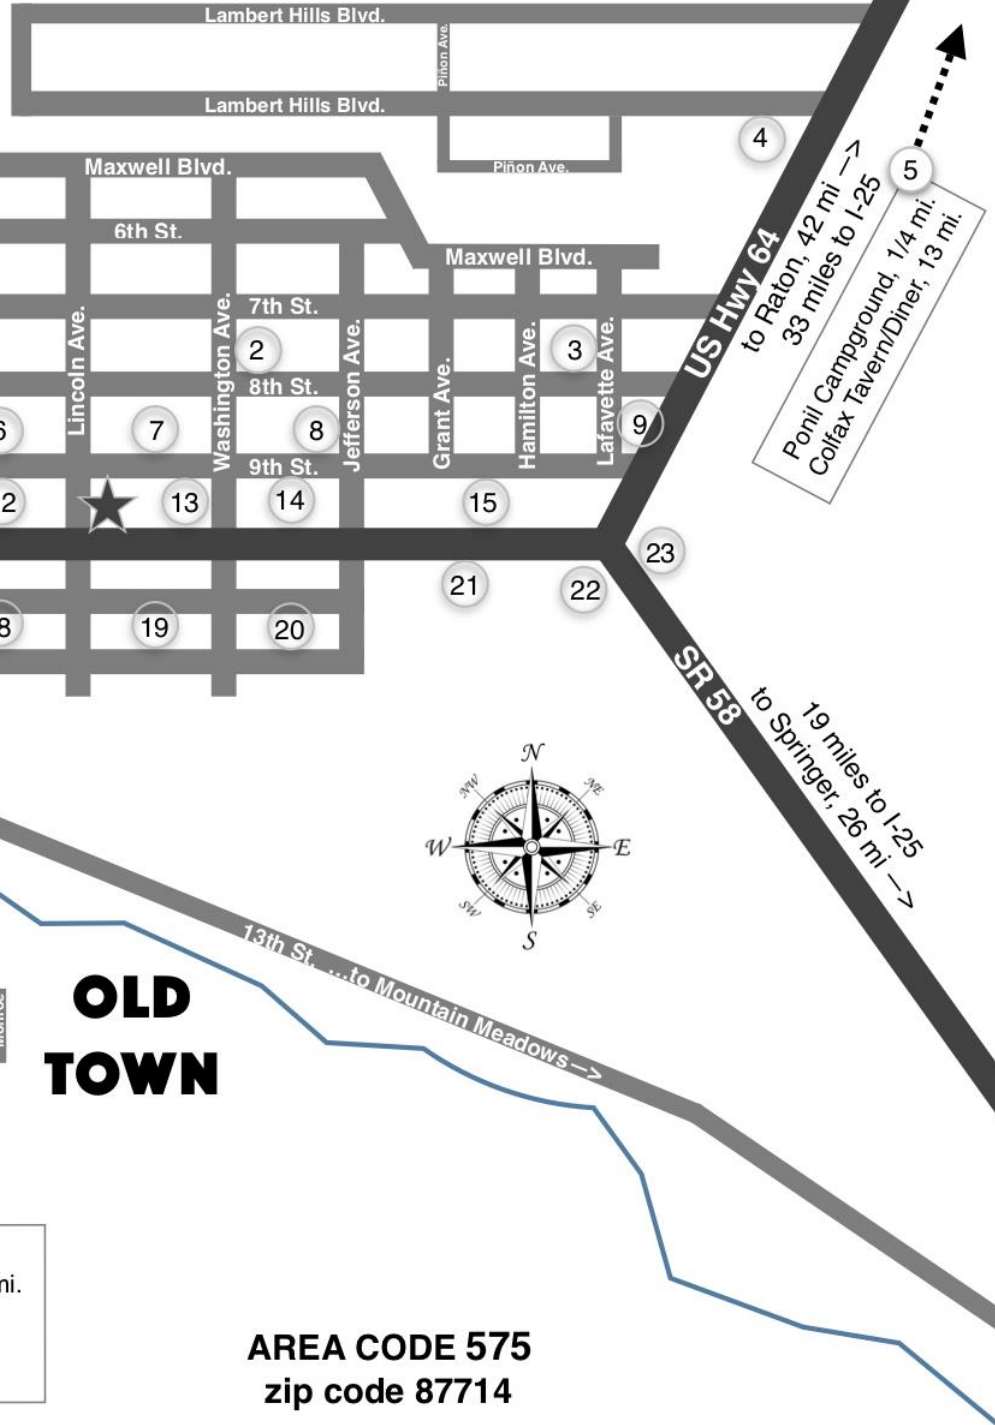 Lambert Hills Blvd.
Piñon Ave.
Lambert Hills Blvd.
4
Maxwell Blvd.
Piñon Ave.
5
6th St.
Maxwell Blvd.
US Hwy 64
to Raton, 42 mi —>
33 miles to I-25
Ponil Campground, 1/4 mi.
Colfax Tavern/Diner, 13 mi.
7th St.
Lincoln Ave.
Washington Ave.
2
Jefferson Ave.
Grant Ave.
Hamilton Ave.
3
Lafayette Ave.
8th St.
6
7
8
9
9th St.
2
13
14
15
23
21
22
8
19
20
SR 58
19 miles to I-25
to Springer, 26 mi —>
N
NW
NE
W
E
SW
SE
S
13th St. ...to Mountain Meadows—>
Monroe
OLD
TOWN
mi.
AREA CODE 575
zip code 87714